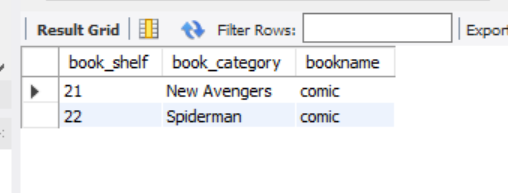 Result Grid Filter Rows: Export
book_shelf book_category bookname
21 New Avengers comic
22 Spiderman comic